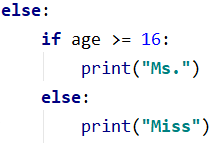 else:
    if age >= 16:
        print("Ms.")
    else:
        print("Miss")